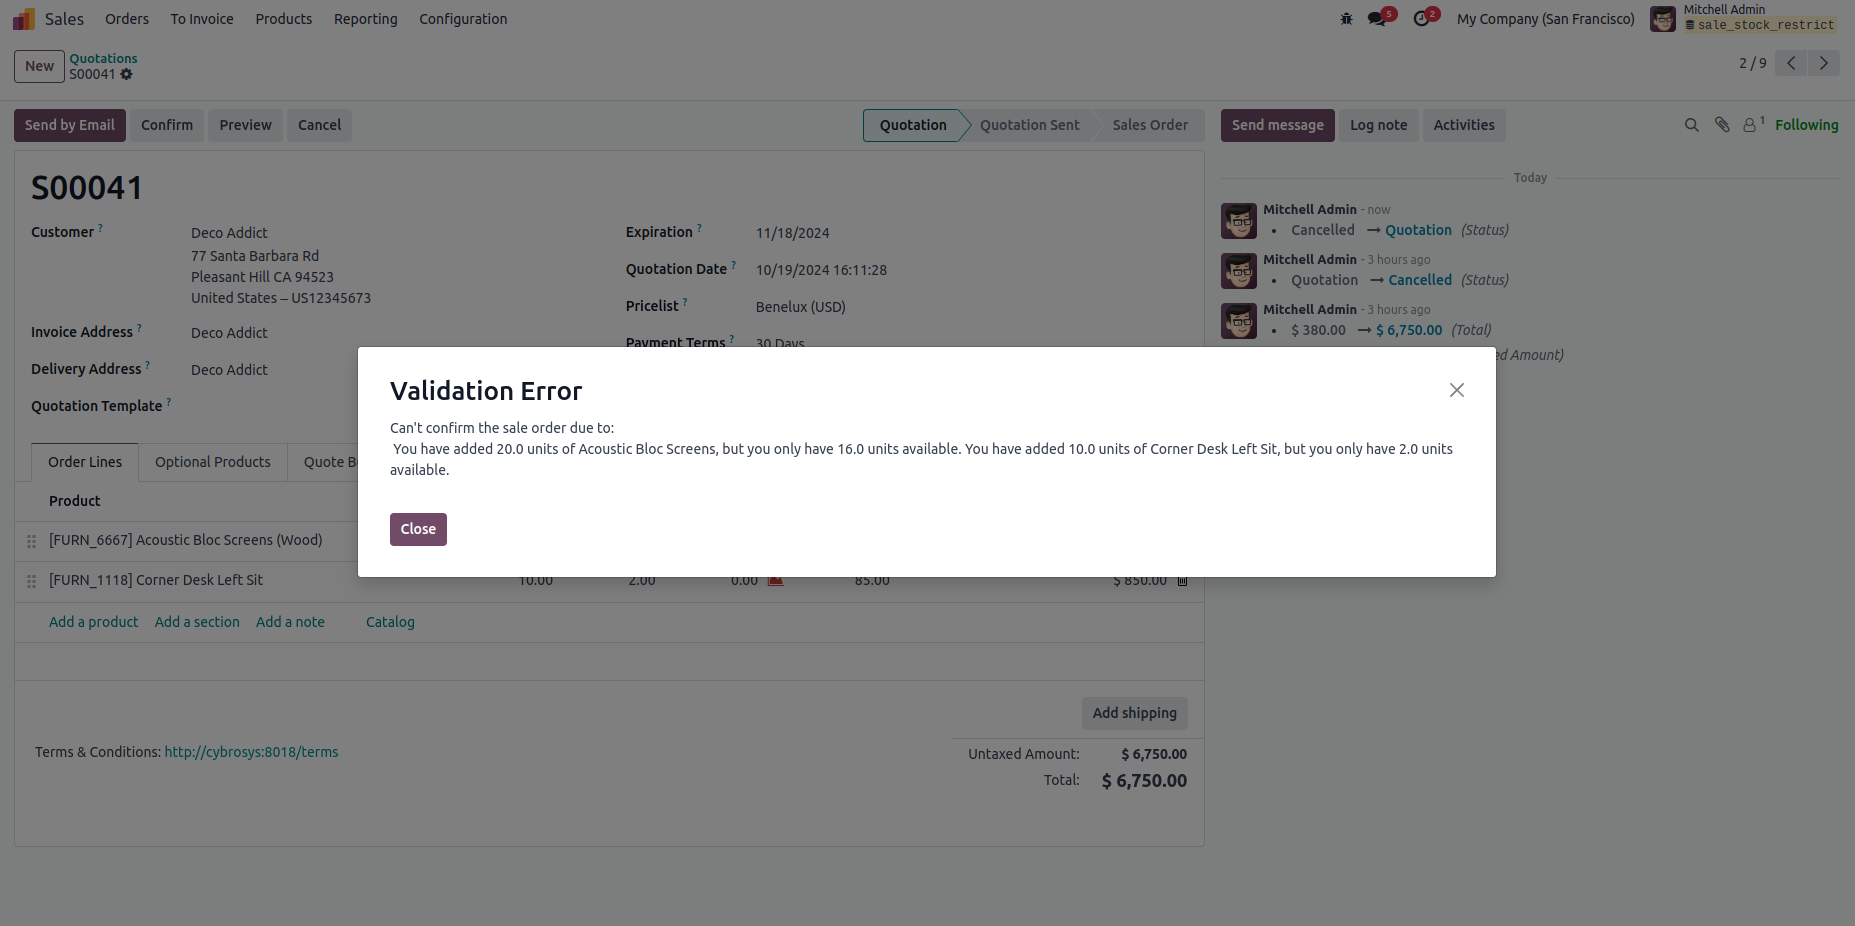 Sales Orders To Invoice Products Reporting Configuration 5 2 My Company (San Francisco) Mitchell Admin
sale_stock_restrict
New Quotations
S00041 2 / 9
Send by Email Confirm Preview Cancel Quotation Quotation Sent Sales Order Send message Log note Activities 1 Following
Today
S00041
Mitchell Admin - now
Cancelled → Quotation (Status)
Mitchell Admin - 3 hours ago
Quotation → Cancelled (Status)
Mitchell Admin - 3 hours ago
$ 380.00 → $ 6,750.00 (Total)
ed Amount)
Customer ? Deco Addict
77 Santa Barbara Rd
Pleasant Hill CA 94523
United States – US12345673
Invoice Address ? Deco Addict
Delivery Address ? Deco Addict
Quotation Template ?
Expiration ? 11/18/2024
Quotation Date ? 10/19/2024 16:11:28
Pricelist ? Benelux (USD)
Payment Terms ? 30 Days
Validation Error
Can't confirm the sale order due to:
You have added 20.0 units of Acoustic Bloc Screens, but you only have 16.0 units available. You have added 10.0 units of Corner Desk Left Sit, but you only have 2.0 units
available.
Close
Order Lines Optional Products Quote B
Product
[FURN_6667] Acoustic Bloc Screens (Wood)
[FURN_1118] Corner Desk Left Sit 10.00 2.00 0.00 85.00 $ 850.00
Add a product Add a section Add a note Catalog
Add shipping
Terms & Conditions: http://cybrosys:8018/terms
Untaxed Amount: $ 6,750.00
Total: $ 6,750.00